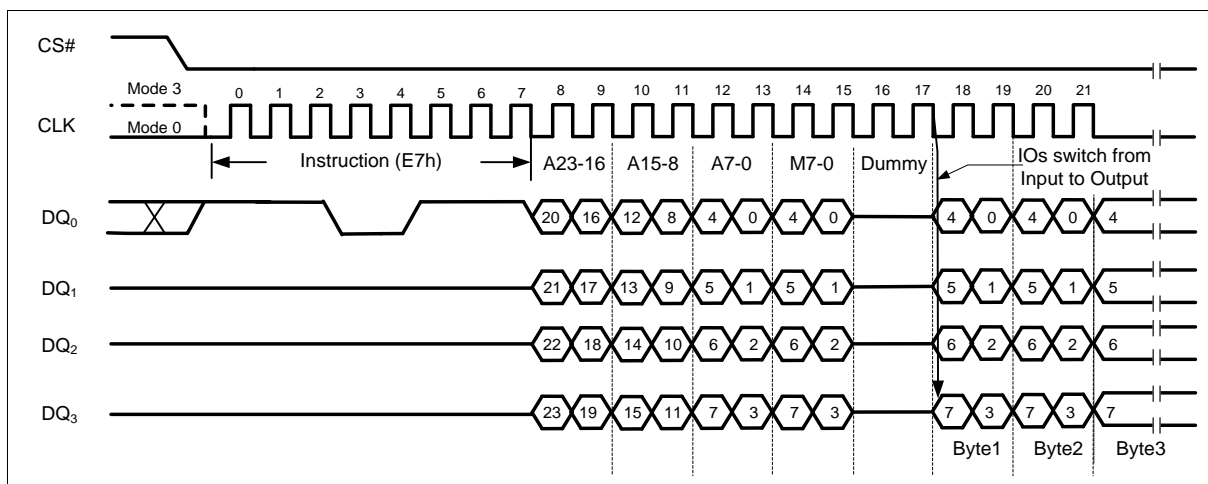 CS#
Mode 3
0 1 2 3 4 5 6 7 8 9 10 11 12 13 14 15 16 17 18 19 20 21
CLK
Mode 0
Instruction (E7h)
A23-16 A15-8 A7-0 M7-0 Dummy
IOs switch from
Input to Output
DQ0 20 16 12 8 4 0 4 0 4 0 4 0 4
DQ1 21 17 13 9 5 1 5 1 5 1 5 1 5
DQ2 22 18 14 10 6 2 6 2 6 2 6 2 6
DQ3 23 19 15 11 7 3 7 3 7 3 7 3 7
Byte1 Byte2 Byte3